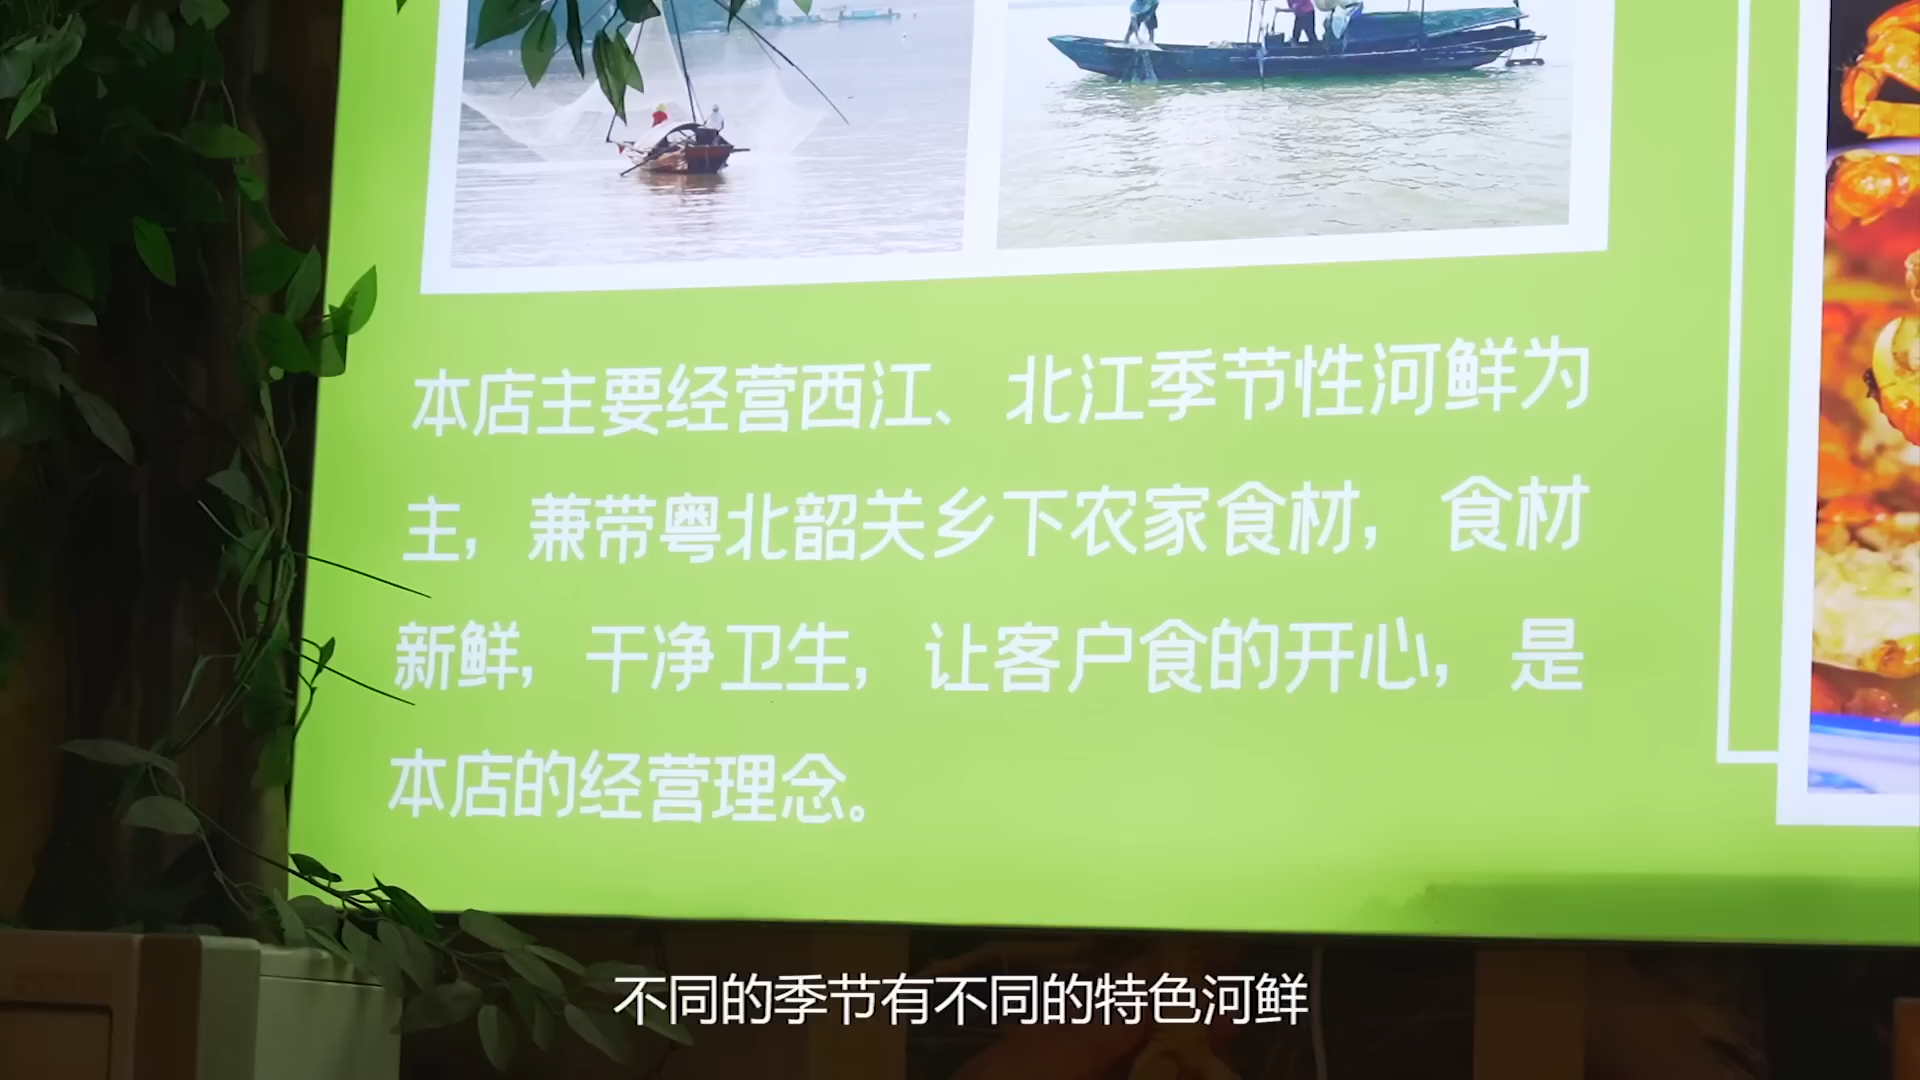 本店主要经营西江、北江季节性河鲜为
主，兼带粤北韶关乡下农家食材，食材
新鲜，干净卫生，让客户食的开心，是
本店的经营理念。
不同的季节有不同的特色河鲜